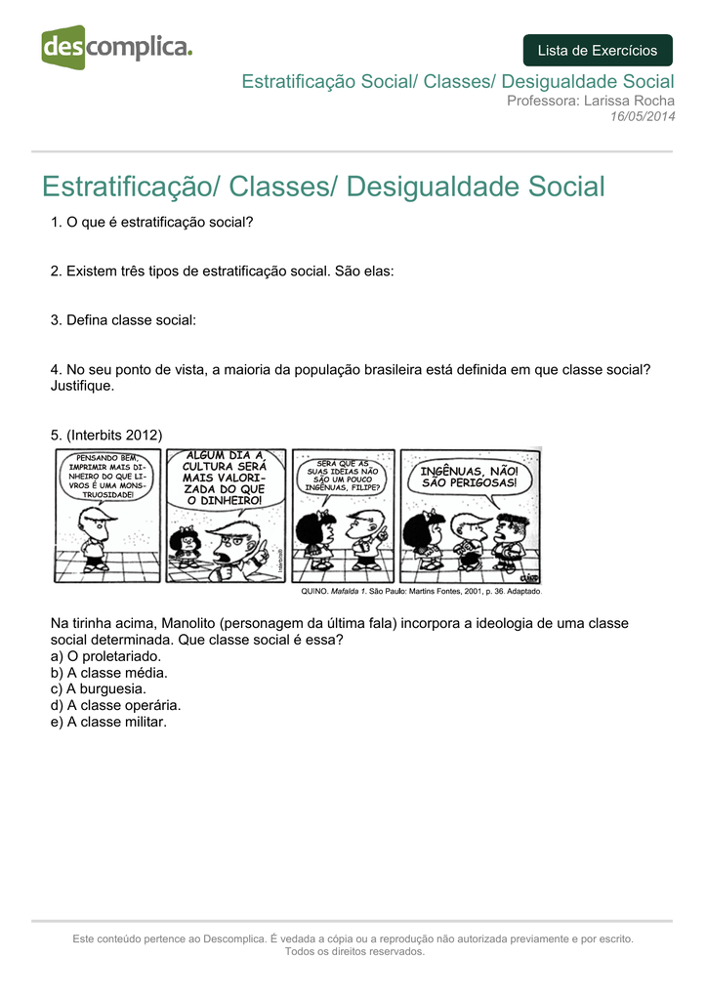 descomplica.
Lista de Exercícios
Estratificação Social/ Classes/ Desigualdade Social
Professora: Larissa Rocha
16/05/2014
Estratificação/ Classes/ Desigualdade Social
1. O que é estratificação social?
2. Existem três tipos de estratificação social. São elas:
3. Defina classe social:
4. No seu ponto de vista, a maioria da população brasileira está definida em que classe social?
Justifique.
5. (Interbits 2012)
PENSANDO BEM,
IMPRIMIR MAIS DI-
NHEIRO DO QUE LI-
VROS É UMA MONS-
TRUOSIDADE!
ALGUM DIA A
CULTURA SERÁ
MAIS VALORI-
ZADA DO QUE
O DINHEIRO!
SERÁ QUE AS
SUAS IDEIAS NÃO
SÃO UM POUCO
INGÊNUAS, FILIPE?
INGÊNUAS, NÃO!
SÃO PERIGOSAS!
Interbits®
QUINO. Mafalda 1. São Paulo: Martins Fontes, 2001, p. 36. Adaptado.
Na tirinha acima, Manolito (personagem da última fala) incorpora a ideologia de uma classe
social determinada. Que classe social é essa?
a) O proletariado.
b) A classe média.
c) A burguesia.
d) A classe operária.
e) A classe militar.
Este conteúdo pertence ao Descomplica. É vedada a cópia ou a reprodução não autorizada previamente e por escrito.
Todos os direitos reservados.